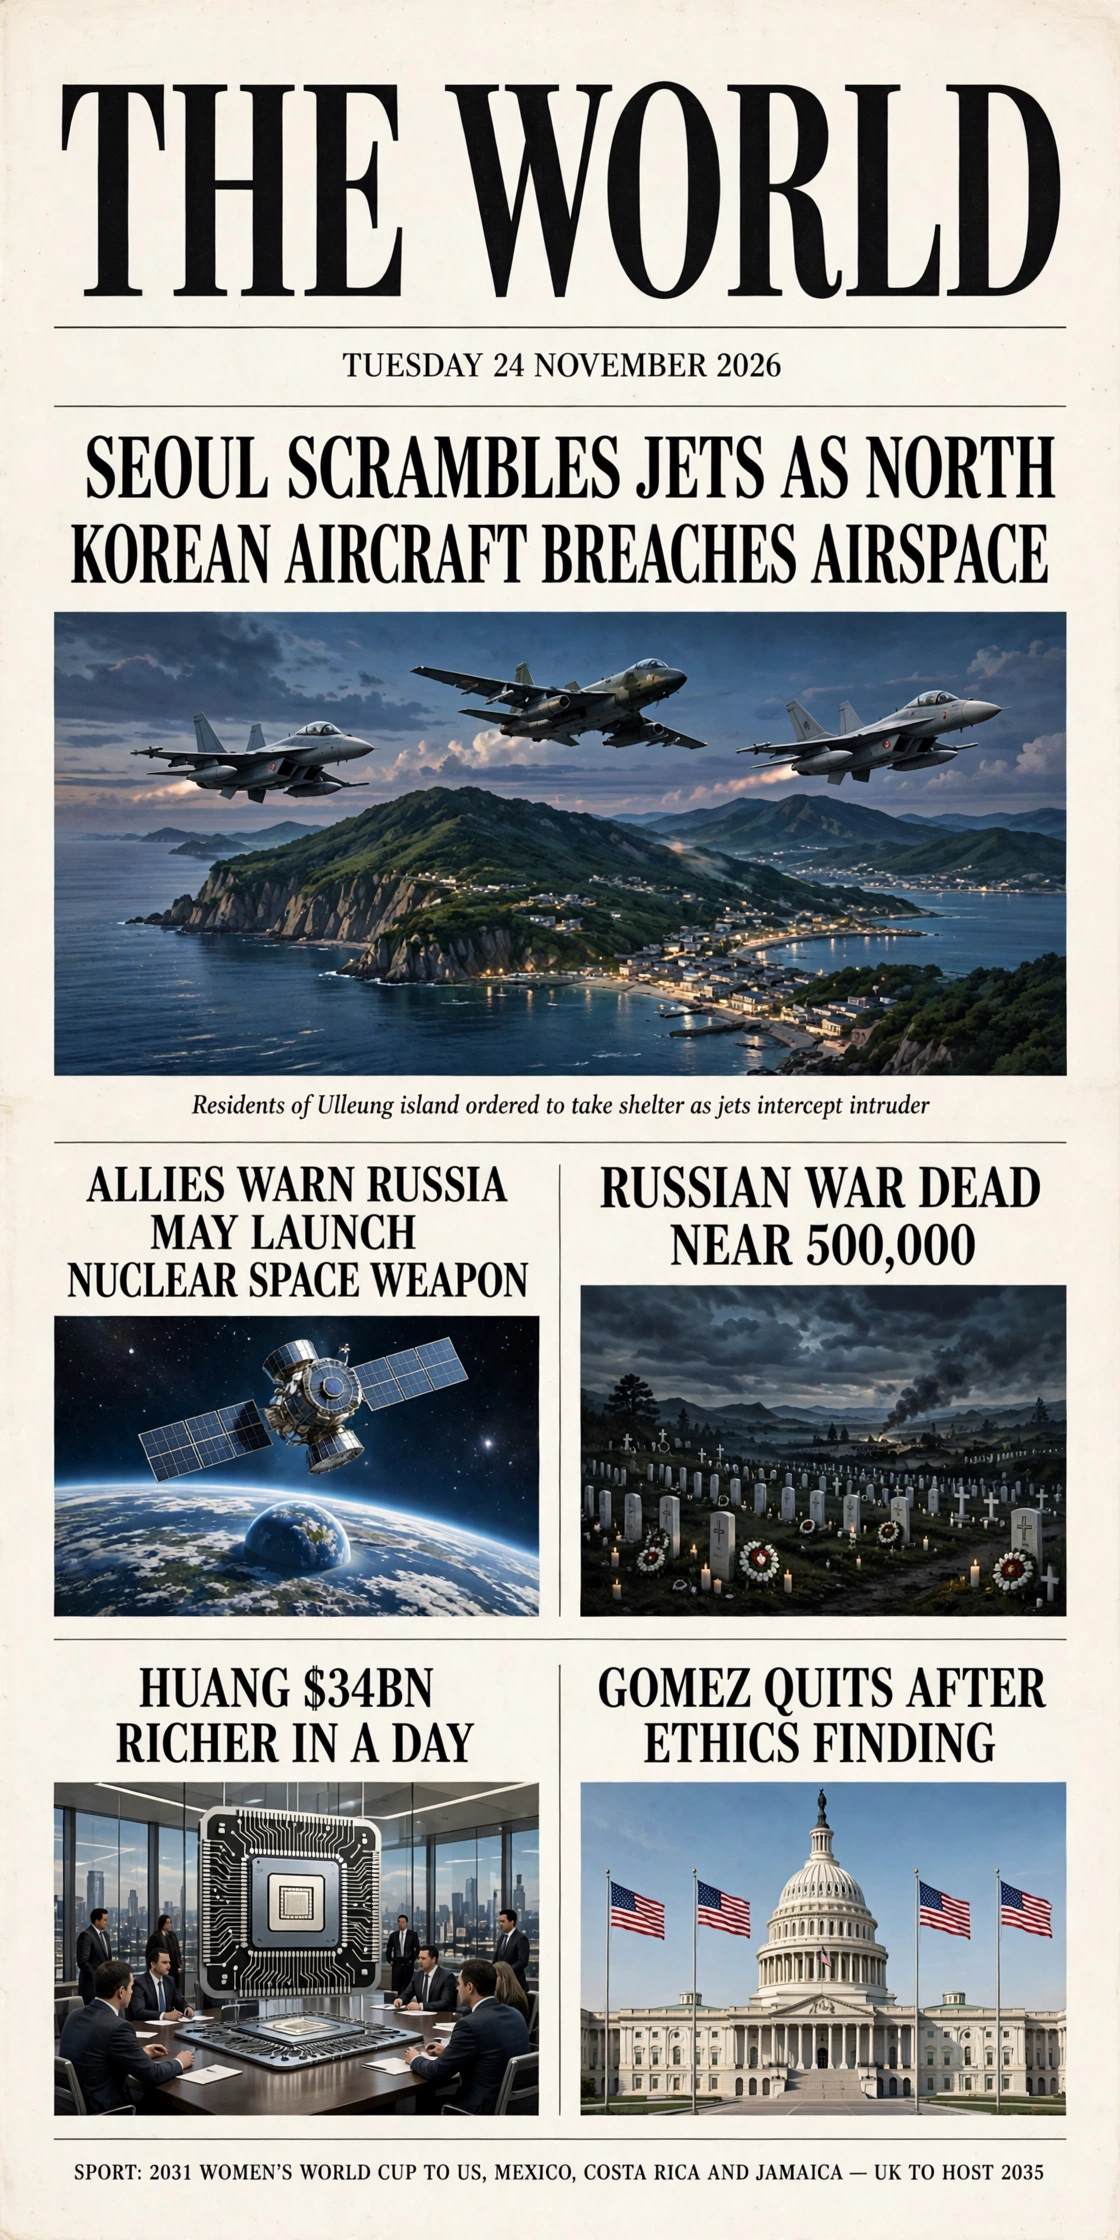 THE WORLD
TUESDAY 24 NOVEMBER 2026
SEOUL SCRAMBLES JETS AS NORTH
KOREAN AIRCRAFT BREACHES AIRSPACE
Residents of Ulleung island ordered to take shelter as jets intercept intruder
ALLIES WARN RUSSIA
MAY LAUNCH
NUCLEAR SPACE WEAPON
RUSSIAN WAR DEAD
NEAR 500,000
HUANG $34BN
RICHER IN A DAY
GOMEZ QUITS AFTER
ETHICS FINDING
SPORT: 2031 WOMEN'S WORLD CUP TO US, MEXICO, COSTA RICA AND JAMAICA — UK TO HOST 2035